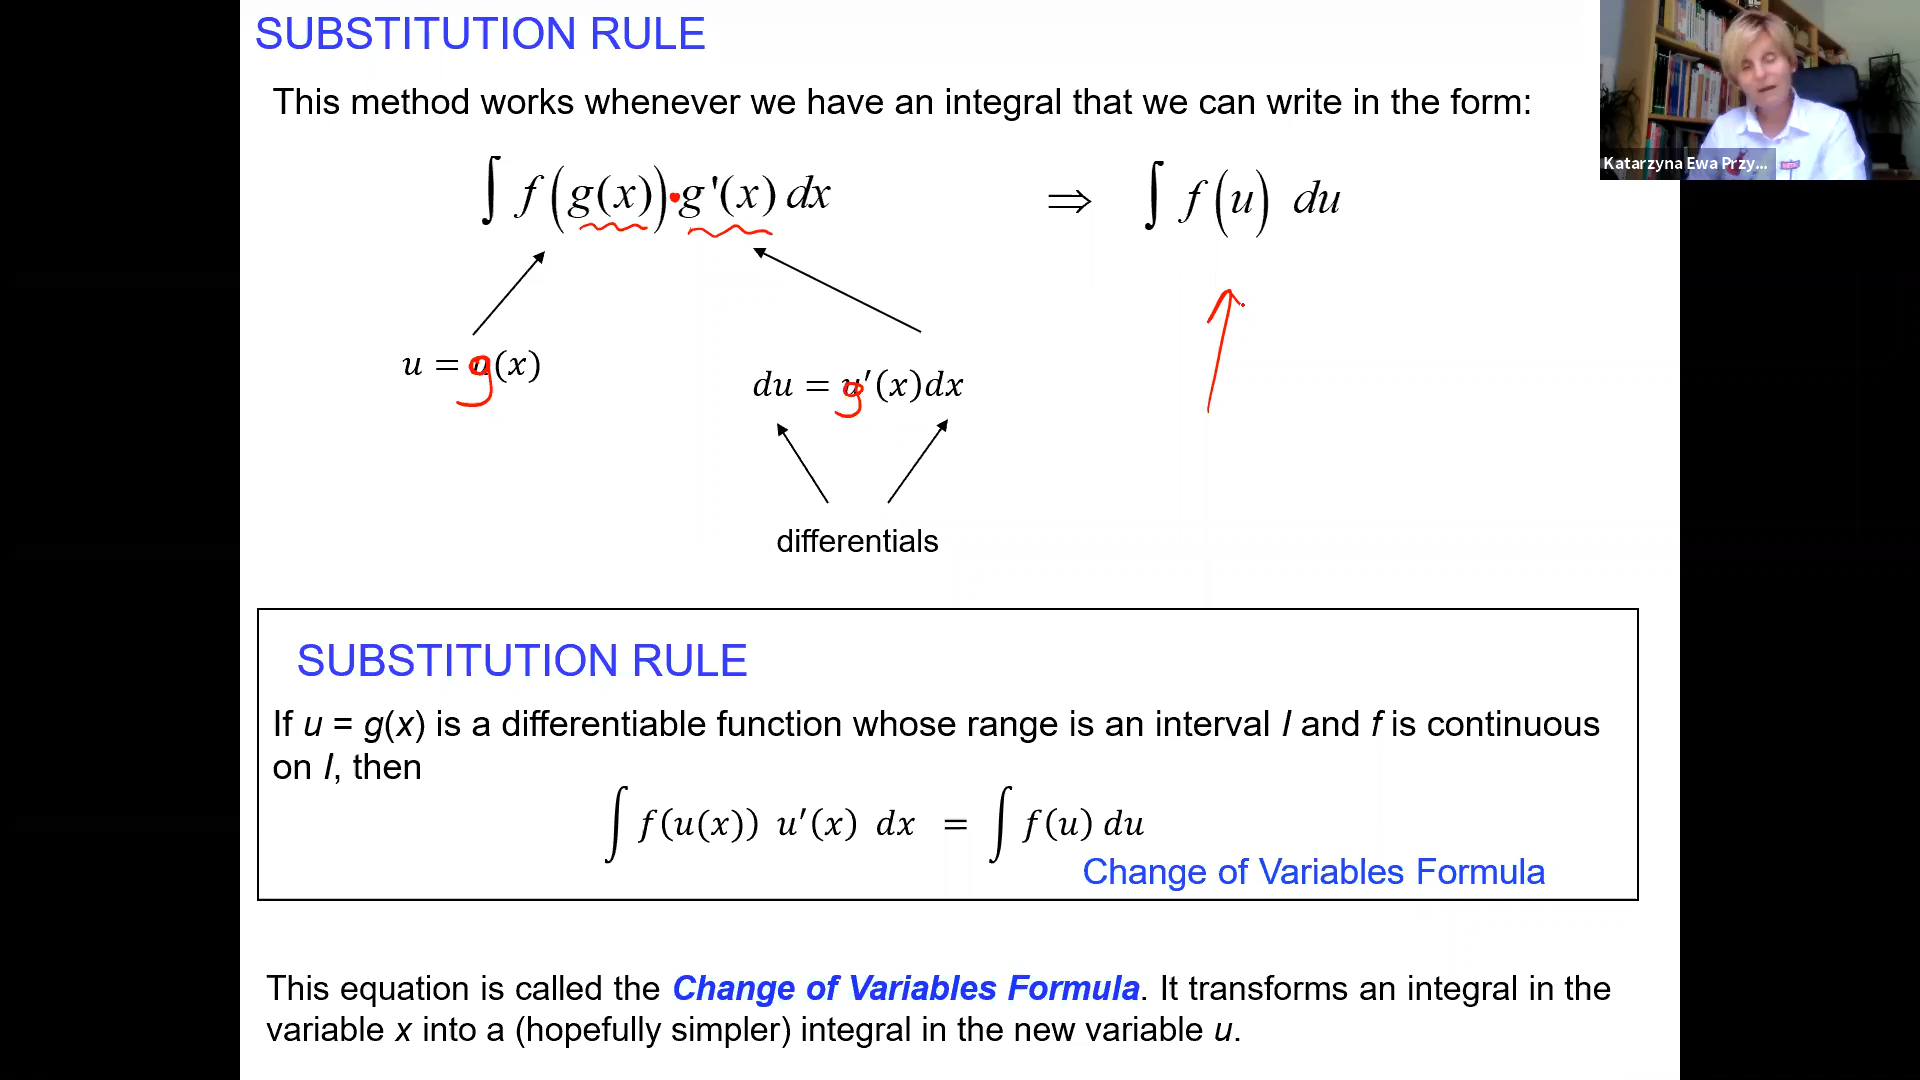 SUBSTITUTION RULE
This method works whenever we have an integral that we can write in the form:
∫ f(g(x))·g'(x) dx ⇒ ∫ f(u) du
u = g(x)
du = g′(x)dx
differentials
SUBSTITUTION RULE
If u = g(x) is a differentiable function whose range is an interval I and f is continuous
on I, then
∫ f(u(x)) u′(x) dx = ∫ f(u) du
Change of Variables Formula
This equation is called the Change of Variables Formula. It transforms an integral in the
variable x into a (hopefully simpler) integral in the new variable u.
Katarzyna Ewa Przy...